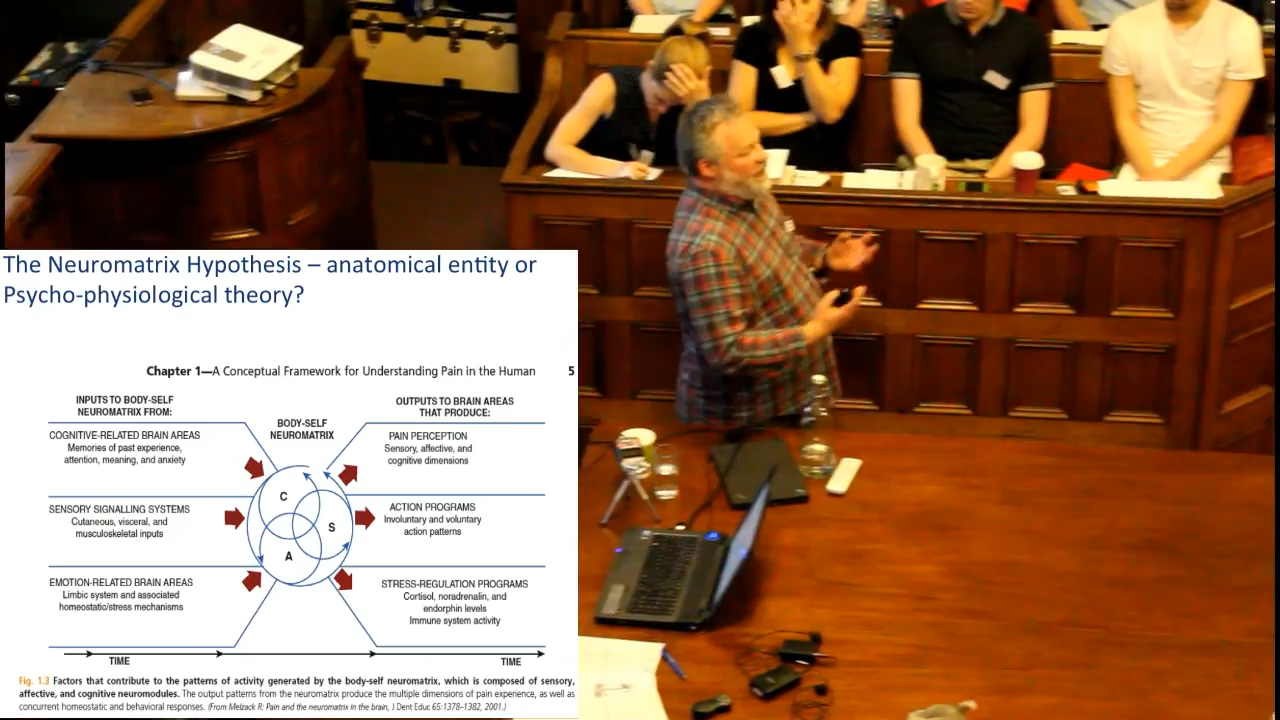 The Neuromatrix Hypothesis – anatomical entity or
Psycho-physiological theory?
Chapter 1—A Conceptual Framework for Understanding Pain in the Human 5
INPUTS TO BODY-SELF
NEUROMATRIX FROM:
COGNITIVE-RELATED BRAIN AREAS
Memories of past experience,
attention, meaning, and anxiety
SENSORY SIGNALLING SYSTEMS
Cutaneous, visceral, and
musculoskeletal inputs
EMOTION-RELATED BRAIN AREAS
Limbic system and associated
homeostatic/stress mechanisms
BODY-SELF
NEUROMATRIX
C
S
A
OUTPUTS TO BRAIN AREAS
THAT PRODUCE:
PAIN PERCEPTION
Sensory, affective, and
cognitive dimensions
ACTION PROGRAMS
Involuntary and voluntary
action patterns
STRESS-REGULATION PROGRAMS
Cortisol, noradrenalin, and
endorphin levels
Immune system activity
TIME
TIME
Fig. 1.3 Factors that contribute to the patterns of activity generated by the body-self neuromatrix, which is composed of sensory,
affective, and cognitive neuromodules. The output patterns from the neuromatrix produce the multiple dimensions of pain experience, as well as
concurrent homeostatic and behavioral responses. (From Melzack R: Pain and the neuromatrix in the brain, J Dent Educ 65:1378–1382, 2001.)